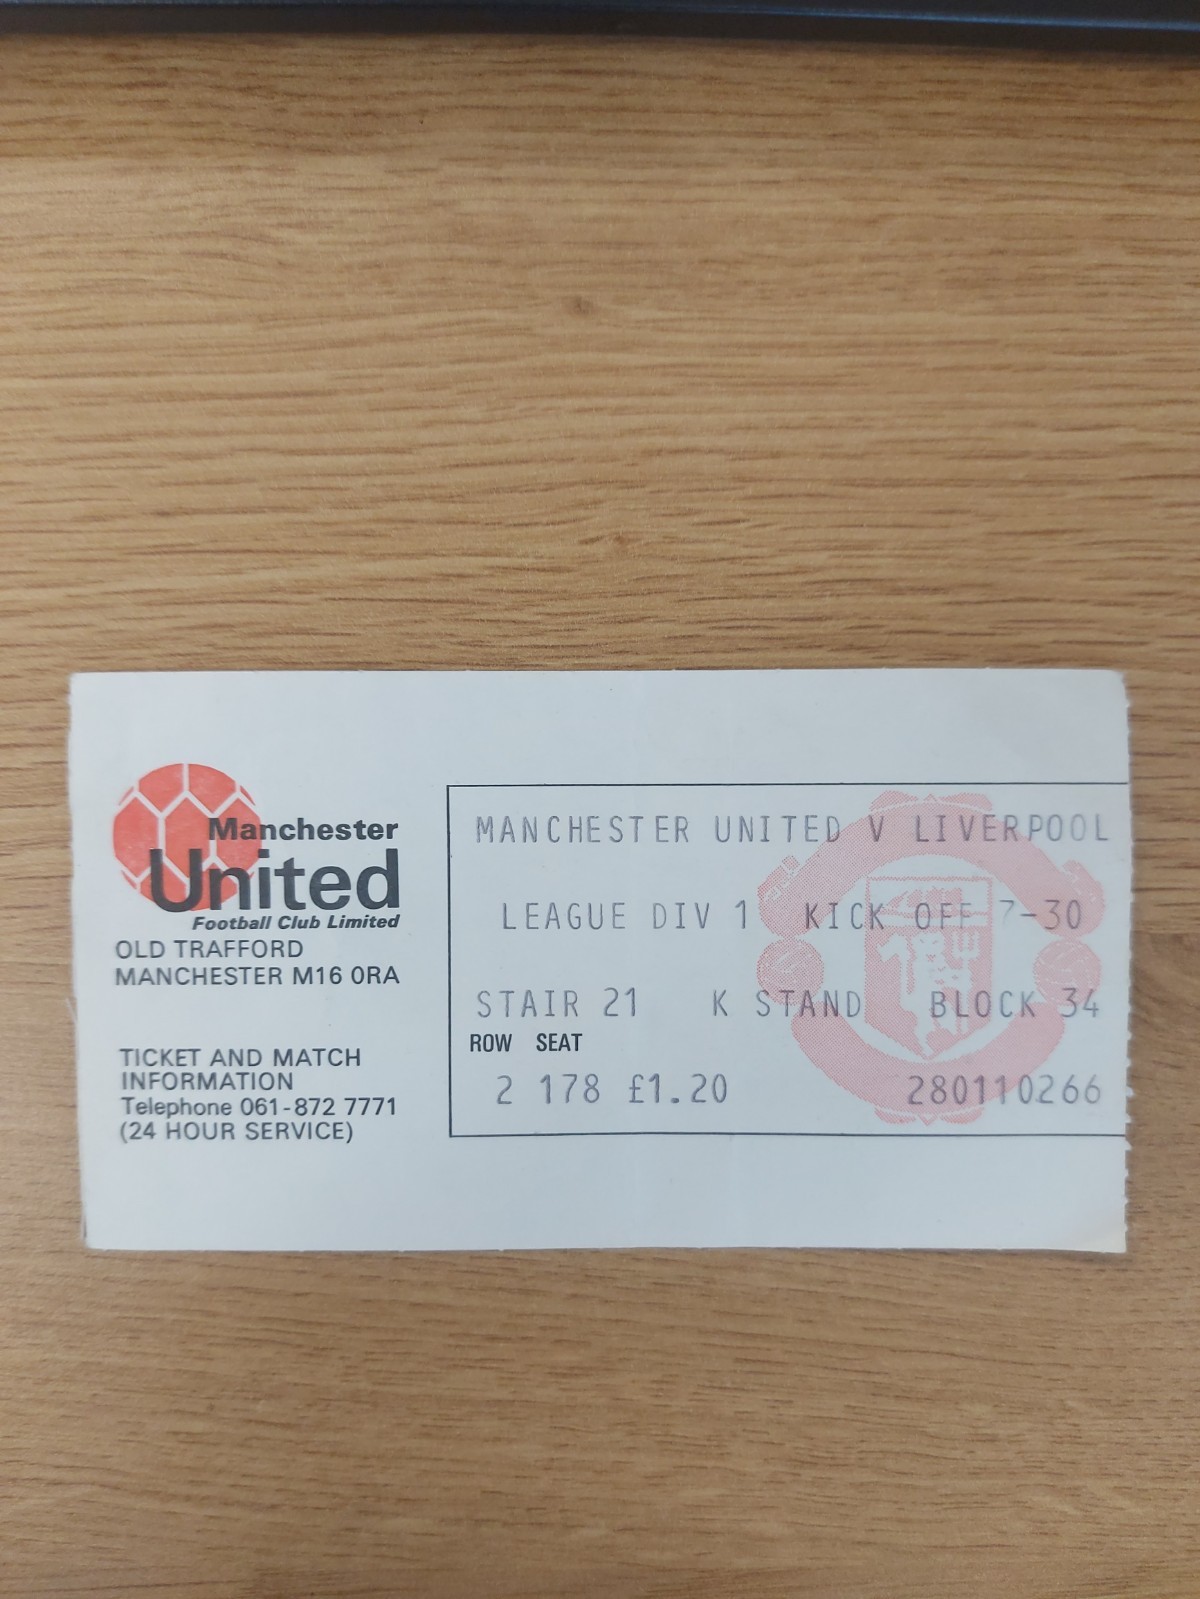 Manchester
United
Football Club Limited
OLD TRAFFORD
MANCHESTER M16 0RA
TICKET AND MATCH
INFORMATION
Telephone 061-872 7771
(24 HOUR SERVICE)
MANCHESTER UNITED V LIVERPOOL
LEAGUE DIV 1 KICK OFF 7-30
STAIR 21 K STAND BLOCK 34
ROW SEAT
2 178 £1.20 280110266